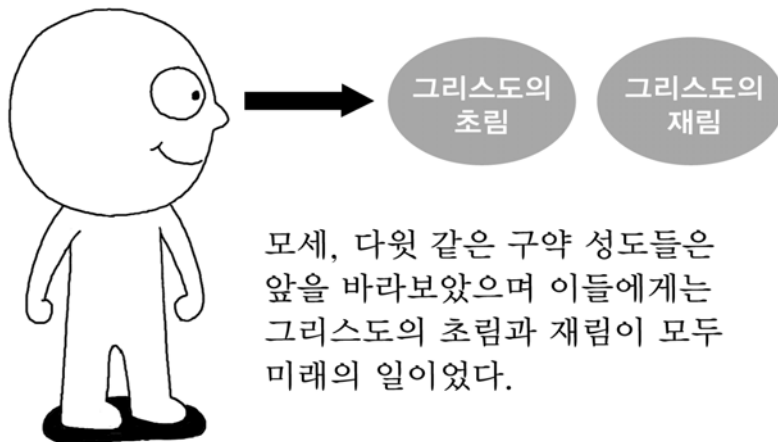 그리스도의
초림
그리스도의
재림
모세, 다윗 같은 구약 성도들은
앞을 바라보았으며 이들에게는
그리스도의 초림과 재림이 모두
미래의 일이었다.